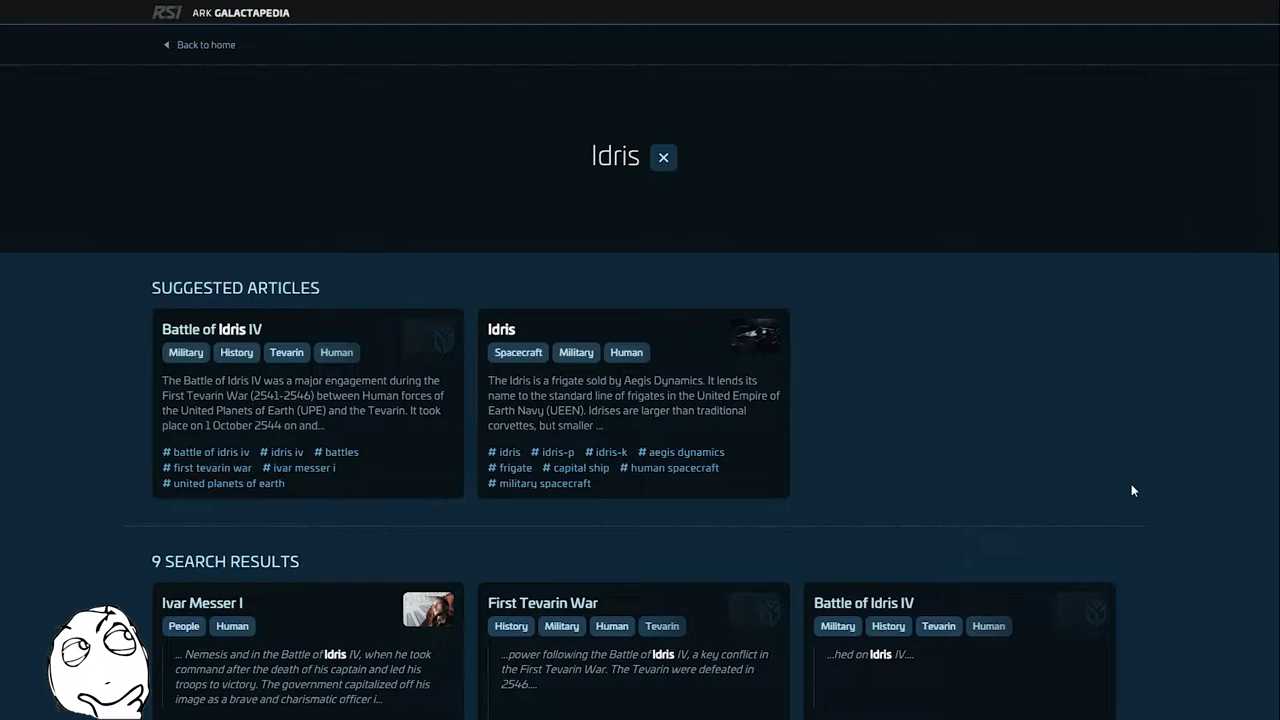 RSI ARK GALACTAPEDIA
Back to home
Idris
SUGGESTED ARTICLES
Battle of Idris IV
Military History Tevarin Human
The Battle of Idris IV was a major engagement during the
First Tevarin War (2541-2546) between Human forces of
the United Planets of Earth (UPE) and the Tevarin. It took
place on 1 October 2544 on and...
# battle of idris iv # idris iv # battles
# first tevarin war # ivar messer i
# united planets of earth
Idris
Spacecraft Military Human
The Idris is a frigate sold by Aegis Dynamics. It lends its
name to the standard line of frigates in the United Empire of
Earth Navy (UEEN). Idrises are larger than traditional
corvettes, but smaller ...
# idris # idris-p # idris-k # aegis dynamics
# frigate # capital ship # human spacecraft
# military spacecraft
9 SEARCH RESULTS
Ivar Messer I
People Human
... Nemesis and in the Battle of Idris IV, when he took
command after the death of his captain and led his
troops to victory. The government capitalized off his
image as a brave and charismatic officer i...
First Tevarin War
History Military Human Tevarin
...power following the Battle of Idris IV, a key conflict in
the First Tevarin War. The Tevarin were defeated in
2546....
Battle of Idris IV
Military History Tevarin Human
...hed on Idris IV....